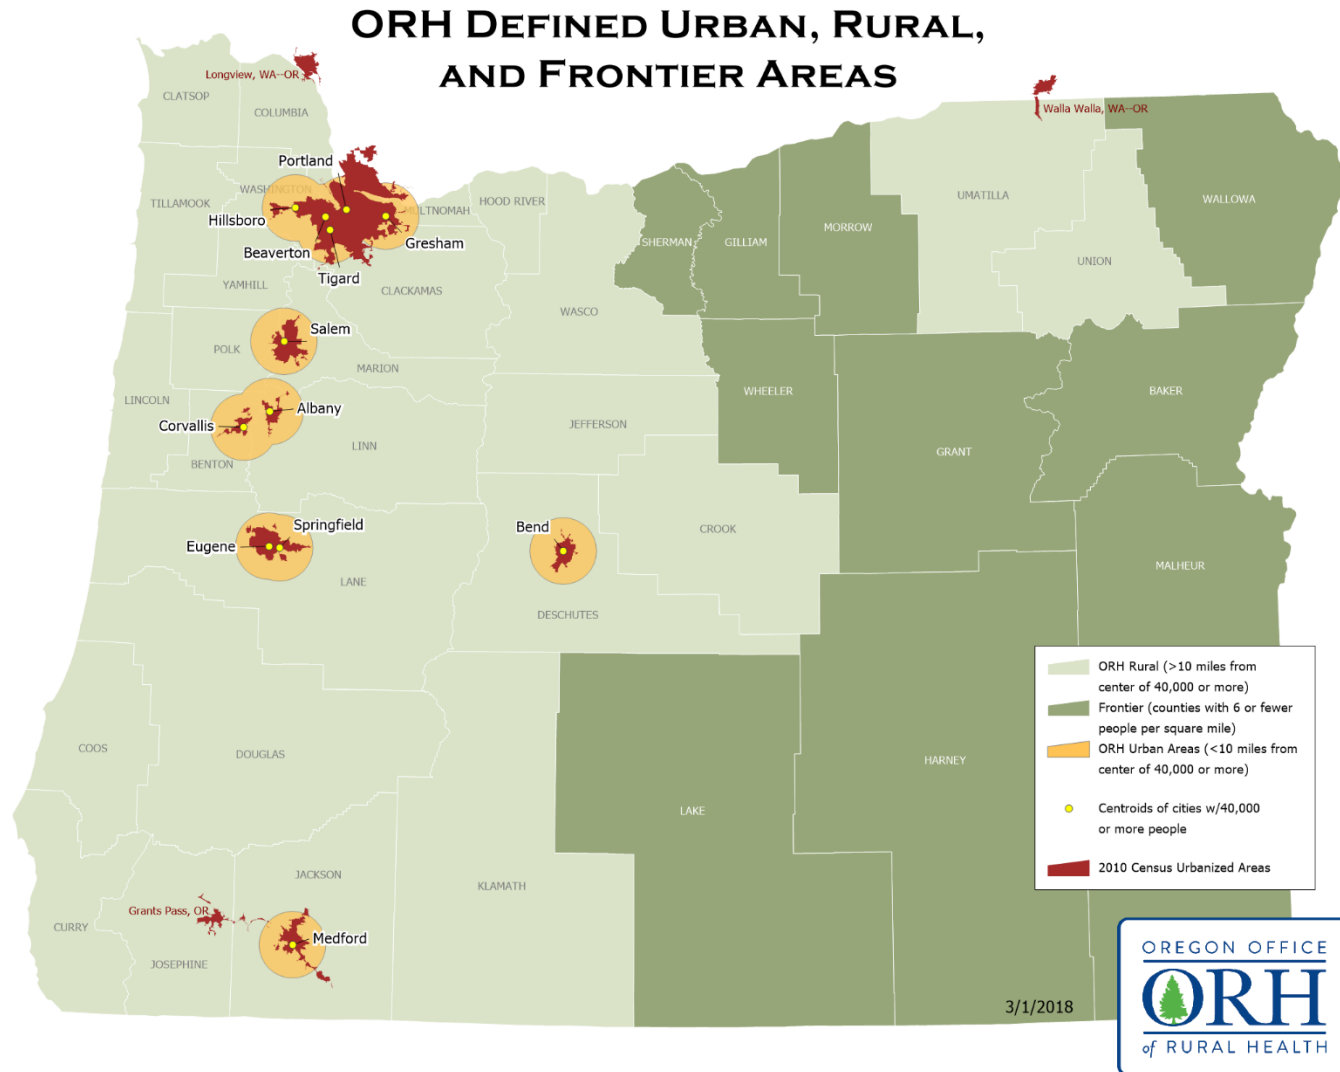 ORH DEFINED URBAN, RURAL,
AND FRONTIER AREAS
Longview, WA--OR
CLATSOP
COLUMBIA
Walla Walla, WA--OR
Portland
WASHINGTON
TILLAMOOK
Hillsboro
MULTNOMAH
HOOD RIVER
UMATILLA
WALLOWA
Beaverton
Gresham
SHERMAN
GILLIAM
MORROW
Tigard
UNION
YAMHILL
CLACKAMAS
WASCO
Salem
POLK
MARION
WHEELER
BAKER
LINCOLN
Albany
Corvallis
JEFFERSON
LINN
GRANT
BENTON
Springfield
Bend
CROOK
Eugene
LANE
MALHEUR
DESCHUTES
ORH Rural (>10 miles from
center of 40,000 or more)
Frontier (counties with 6 or fewer
people per square mile)
ORH Urban Areas (<10 miles from
center of 40,000 or more)
Centroids of cities w/40,000
or more people
2010 Census Urbanized Areas
COOS
DOUGLAS
HARNEY
LAKE
JACKSON
KLAMATH
Grants Pass, OR
CURRY
Medford
JOSEPHINE
3/1/2018
OREGON OFFICE
ORH
of RURAL HEALTH